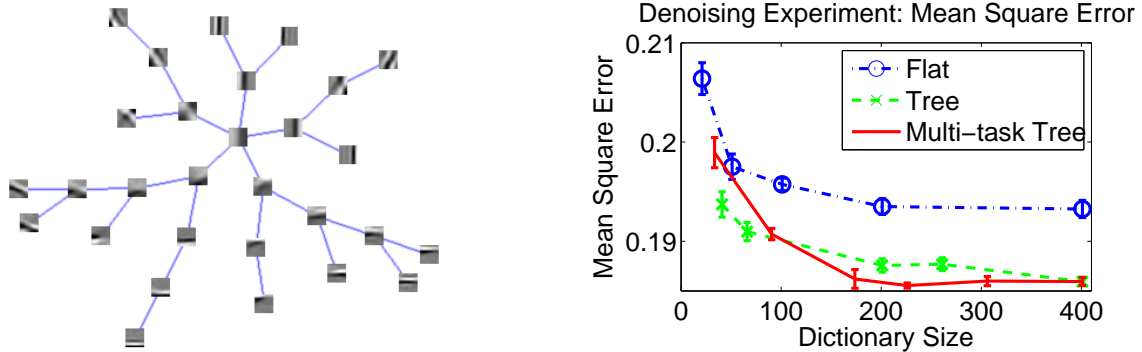 Denoising Experiment: Mean Square Error
Mean Square Error
0.21
0.2
0.19
Flat
Tree
Multi−task Tree
0 100 200 300 400
Dictionary Size